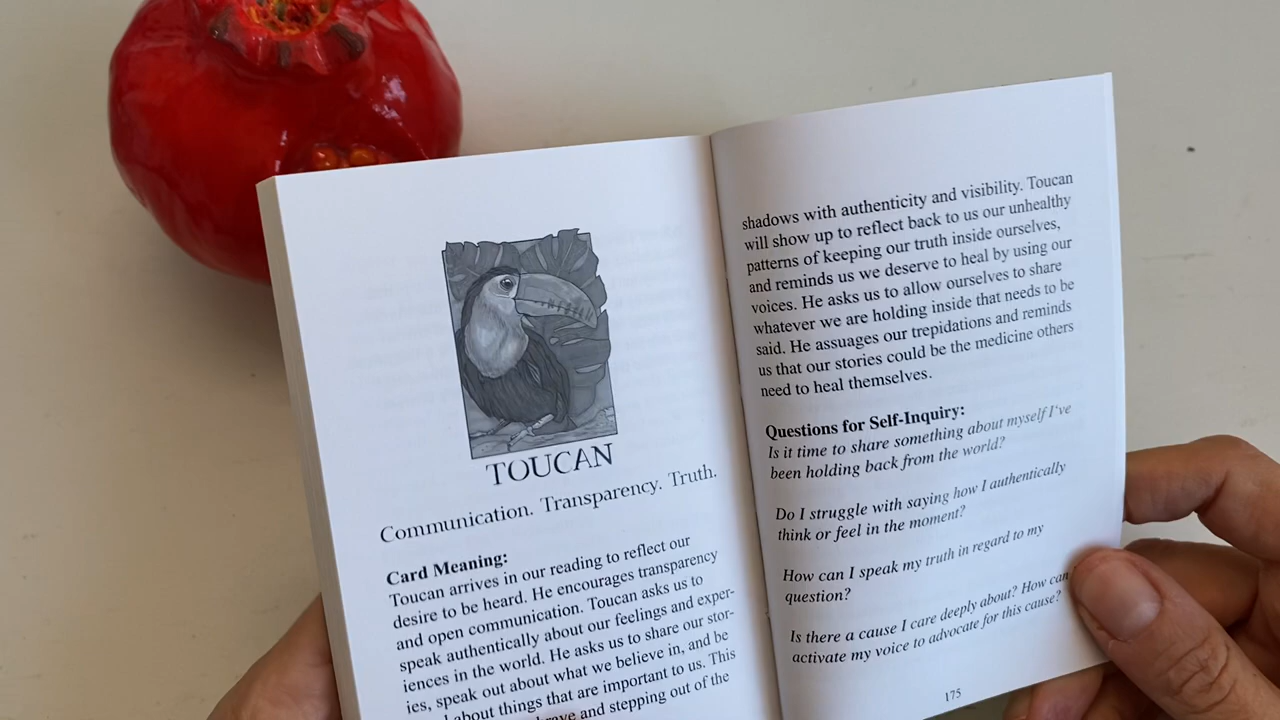 TOUCAN
Communication. Transparency. Truth.
Card Meaning:
Toucan arrives in our reading to reflect our
desire to be heard. He encourages transparency
and open communication. Toucan asks us to
speak authentically about our feelings and exper-
iences in the world. He asks us to share our stor-
ies, speak out about what we believe in, and be
about things that are important to us. This
and stepping out of the
shadows with authenticity and visibility. Toucan
will show up to reflect back to us our unhealthy
patterns of keeping our truth inside ourselves,
and reminds us we deserve to heal by using our
voices. He asks us to allow ourselves to share
whatever we are holding inside that needs to be
said. He assuages our trepidations and reminds
us that our stories could be the medicine others
need to heal themselves.
Questions for Self-Inquiry:
Is it time to share something about myself I've
been holding back from the world?
Do I struggle with saying how I authentically
think or feel in the moment?
How can I speak my truth in regard to my
question?
Is there a cause I care deeply about? How can
activate my voice to advocate for this cause?
175